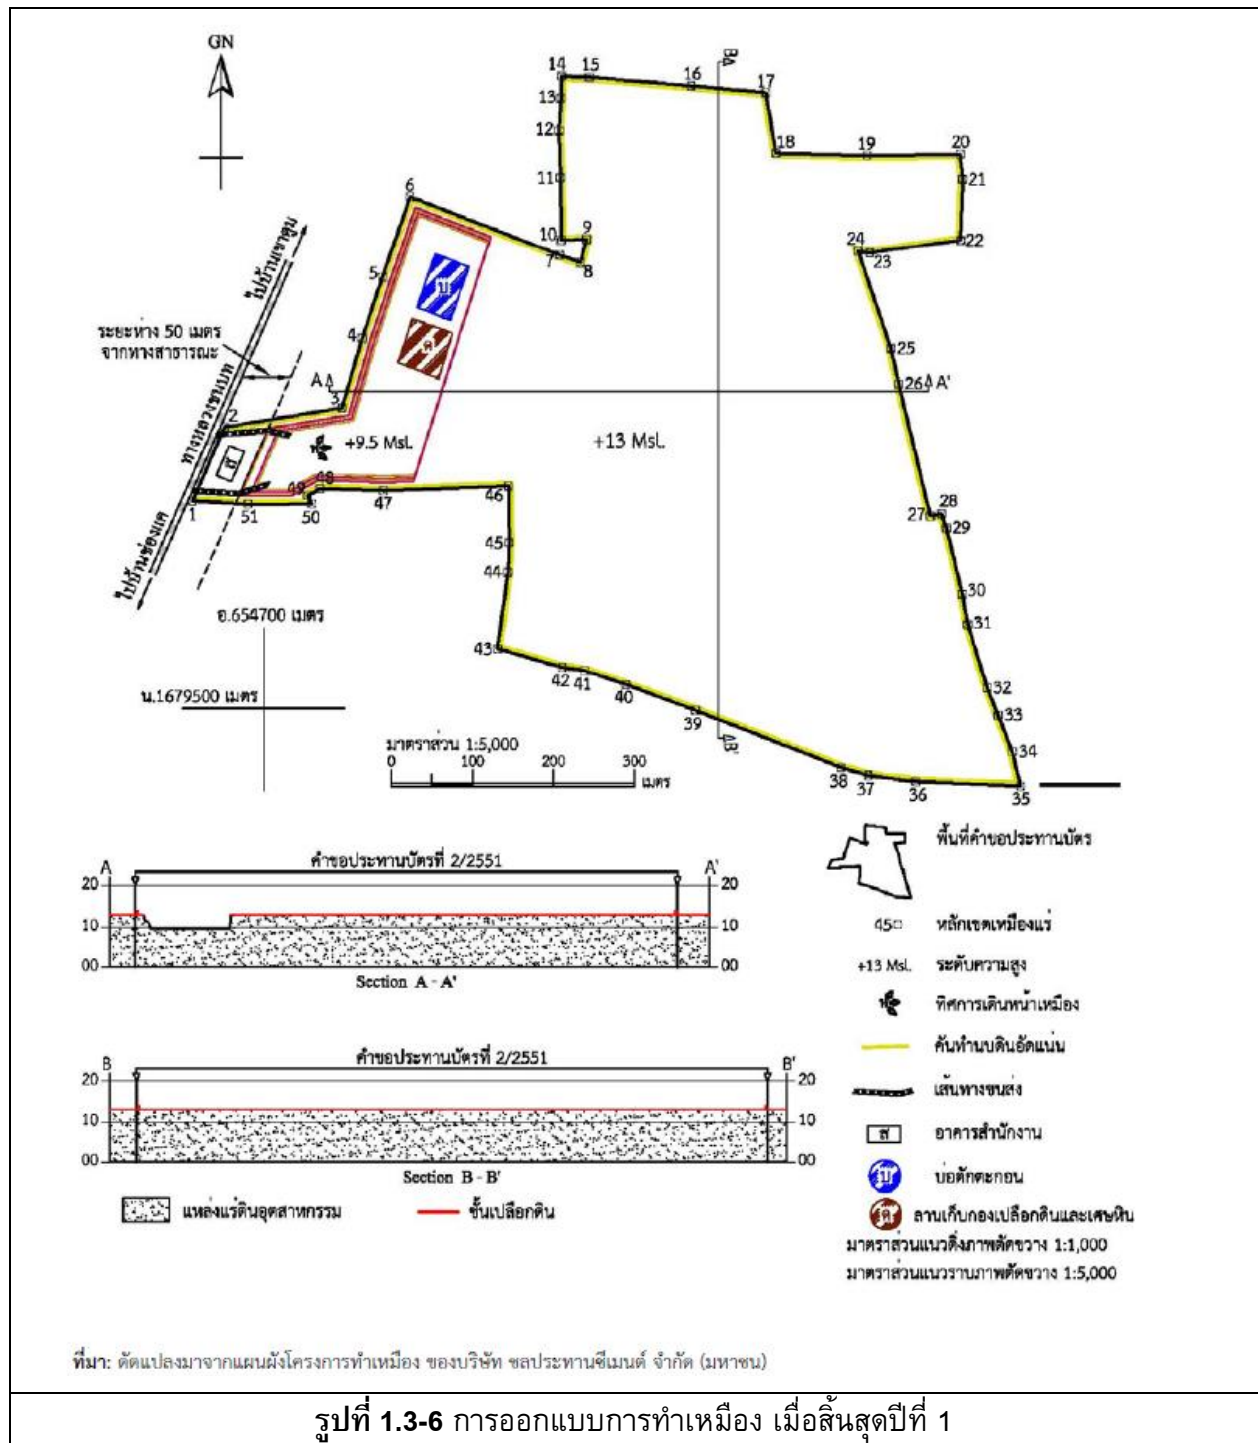 GN
B
14
15
16
17
13
12
18
19
20
11
21
6
10
9
22
7
8
24
23
ไปบ้านเขาดูม
5
บ
ระยะห่าง 50 เมตร
จากทางสาธารณะ
4
ค
25
A
26
A'
3
2
ทางหลวงชนบท
+9.5 Msl.
+13 Msl.
ส
49
48
1
51
50
47
46
27
28
29
45
44
ไปบ้านช่องแค
30
31
อ.654700 เมตร
43
42
41
40
32
น.1679500 เมตร
39
33
B'
34
มาตราส่วน 1:5,000
0
100
200
300
เมตร
38
37
36
35
พื้นที่คำขอประทานบัตร
45
หลักเขตเหมืองแร่
+13 Msl.
ระดับความสูง
ทิศการเดินหน้าเหมือง
คันทำนบดินอัดแน่น
เส้นทางขนส่ง
ส
อาคารสำนักงาน
บ
บ่อดักตะกอน
ค
ลานเก็บกองเปลือกดินและเศษหิน
มาตราส่วนแนวดิ่งภาพตัดขวาง 1:1,000
มาตราส่วนแนวราบภาพตัดขวาง 1:5,000
คำขอประทานบัตรที่ 2/2551
A
A'
20
20
10
10
00
00
Section A - A'
คำขอประทานบัตรที่ 2/2551
B
B'
20
20
10
10
00
00
Section B - B'
แหล่งแร่ดินอุตสาหกรรม
ชั้นเปลือกดิน
ที่มา: ดัดแปลงมาจากแผนผังโครงการทำเหมือง ของบริษัท ชลประทานซีเมนต์ จำกัด (มหาชน)
รูปที่ 1.3-6 การออกแบบการทำเหมือง เมื่อสิ้นสุดปีที่ 1